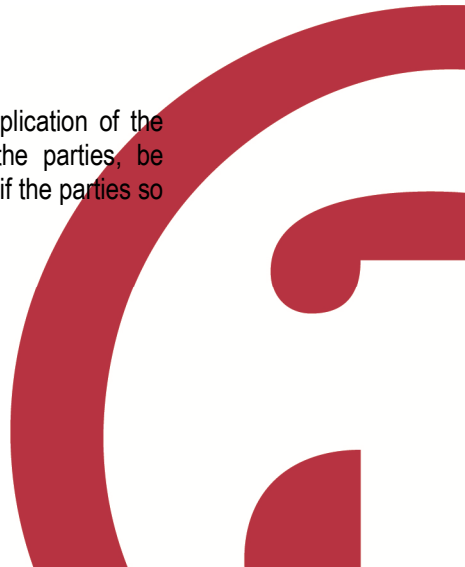 plication of the
the parties, be
if the parties so